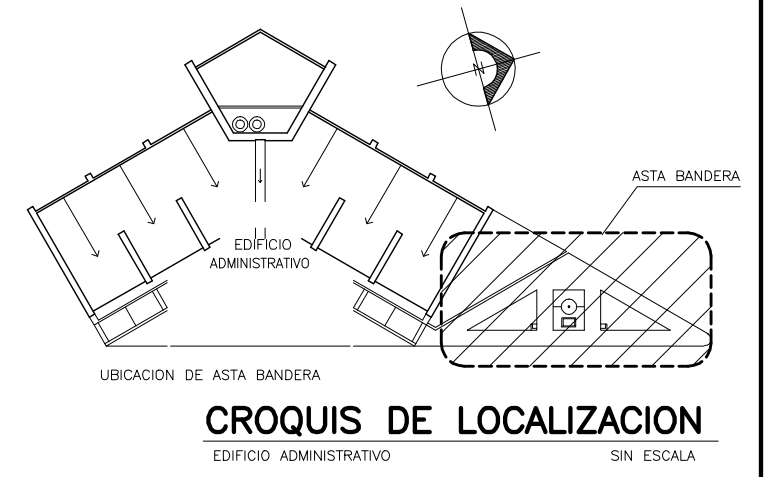 N
ASTA BANDERA
EDIFICIO
ADMINISTRATIVO
UBICACION DE ASTA BANDERA
CROQUIS DE LOCALIZACION
EDIFICIO ADMINISTRATIVO
SIN ESCALA